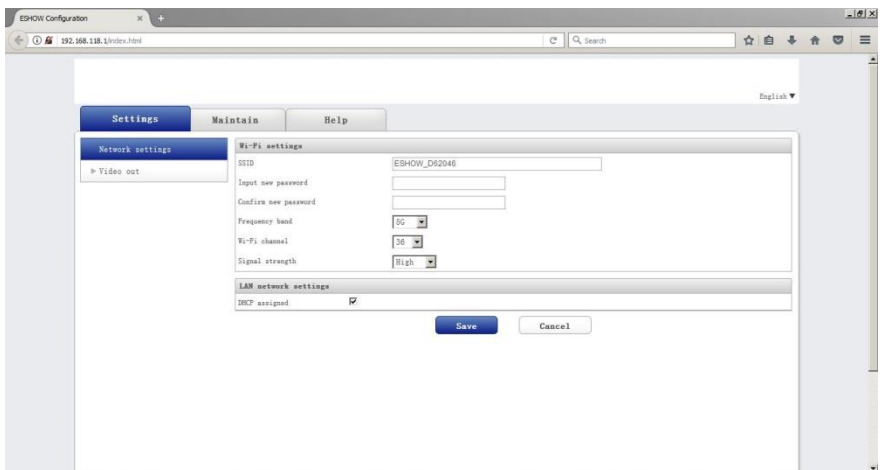 ESHOW Configuration
192.168.118.1/index.html
Search
English
Settings Maintain Help
Network settings
Video out
Wi-Fi settings
SSID ESHOW_D62046
Input new password
Confirm new password
Frequency band 5G
Wi-Fi channel 36
Signal strength High
LAN network settings
DHCP assigned
Save Cancel